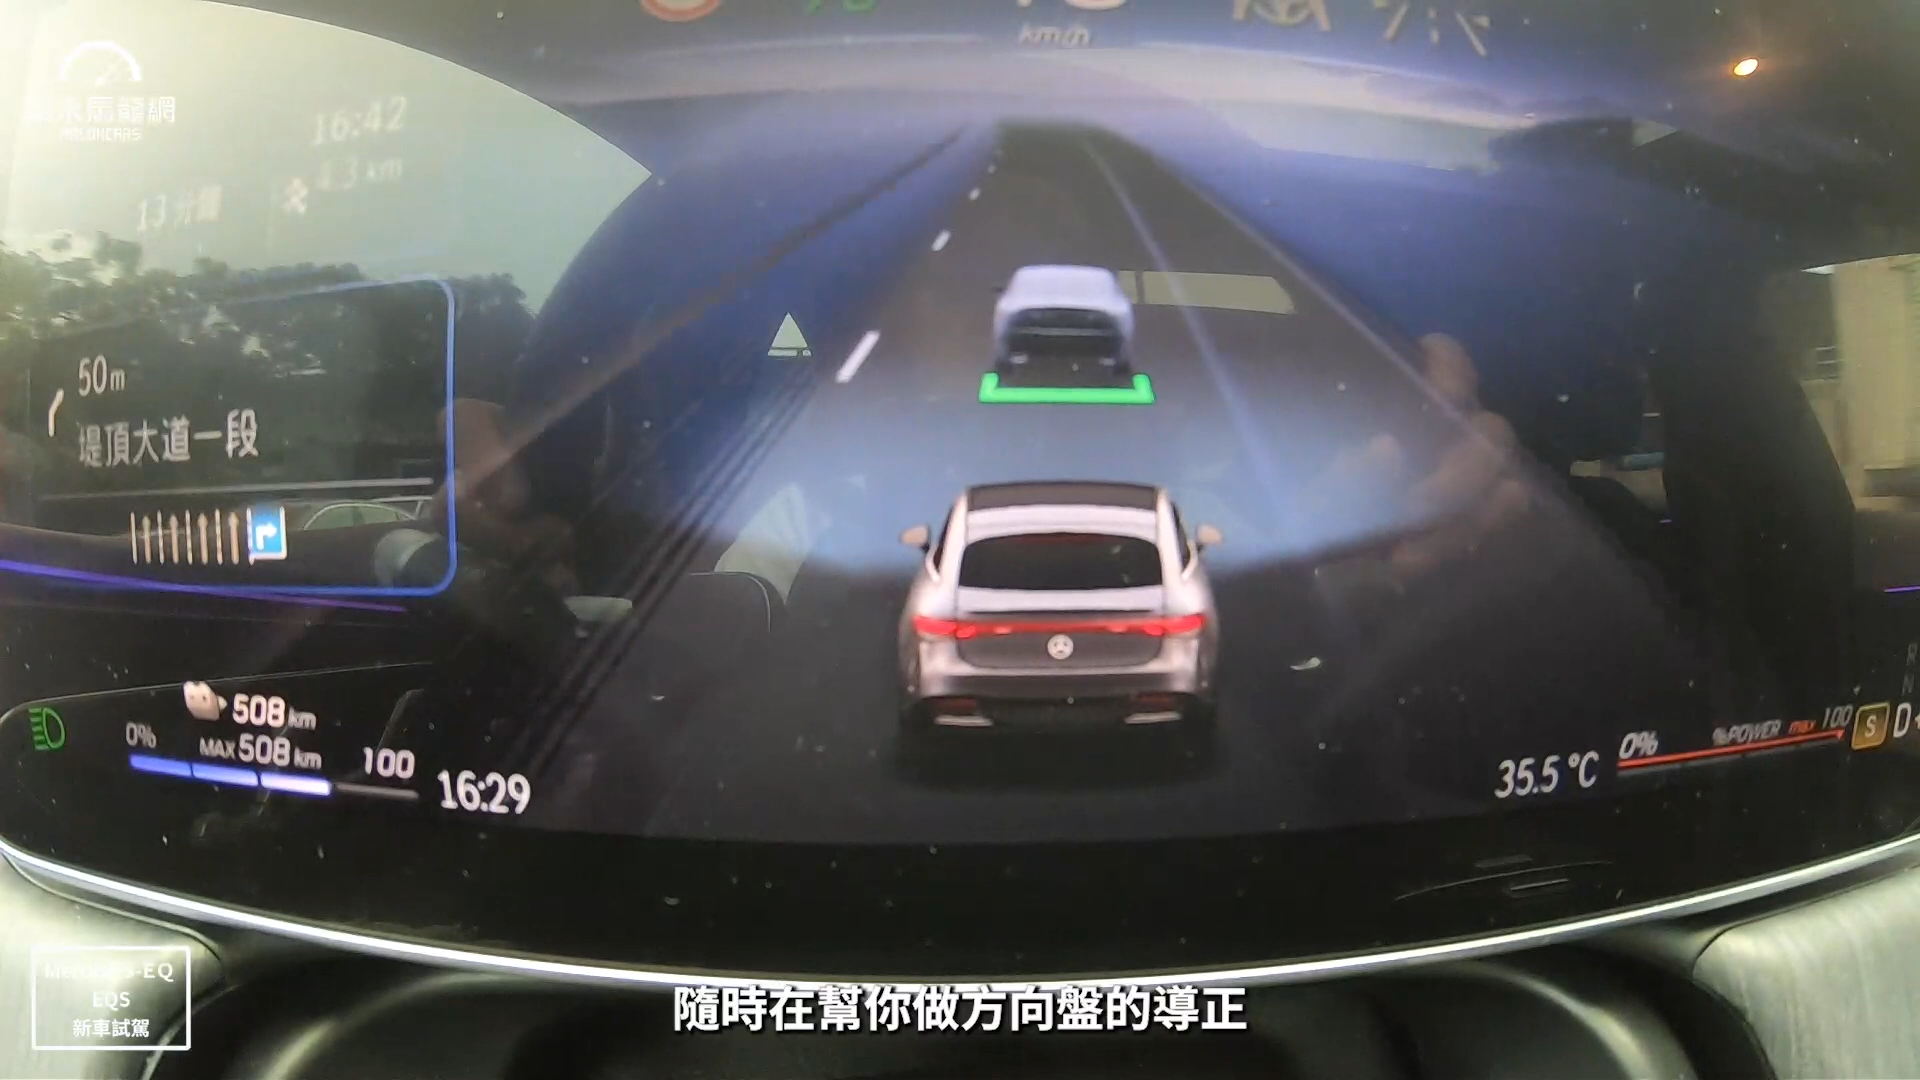 km/h
16:42
4.3 km
13 分鐘
50m
堤頂大道一段
508 km
0%
MAX 508 km
100
16:29
35.5 °C
0%
%POWER max 100
S
D
R
N
Mercedes-EQ
EQS
新車試駕
隨時在幫你做方向盤的導正